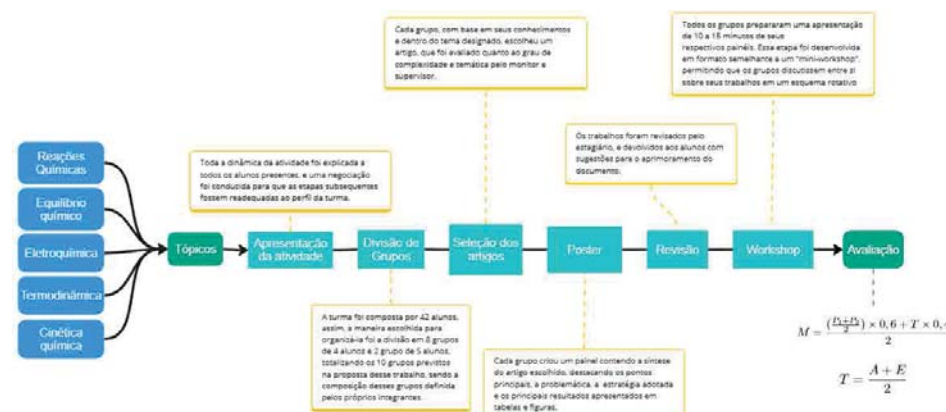 Cada grupo, com base em seus conhecimentos
e dentro do tema designado, escolheu um
artigo, que foi avaliado quanto ao grau de
complexidade e temática pelo monitor e
supervisor.
Todos os grupos prepararam uma apresentação
de 10 a 15 minutos de seus
respectivos painéis. Essa etapa foi desenvolvida
em formato semelhante a um "mini-workshop",
permitindo que os grupos discutissem entre si
sobre seus trabalhos em um esquema rotativo
Os trabalhos foram revisados pelo
estagiário, e devolvidos aos alunos com
sugestões para o aprimoramento do
documento.
Toda a dinâmica da atividade foi explicada a
todos os alunos presentes, e uma negociação
foi conduzida para que as etapas subsequentes
fossem readequadas ao perfil da turma.
Reações
Químicas
Equilíbrio
químico
Eletroquímica
Termodinâmica
Cinética
química
Tópicos
Apresentação
da atividade
Divisão de
Grupos
Seleção dos
artigos
Poster
Revisão
Workshop
Avaliação
A turma foi composta por 42 alunos,
assim, a maneira escolhida para
organizá-la foi a divisão em 8 grupos
de 4 alunos e 2 grupo de 5 alunos,
totalizando os 10 grupos previstos
na proposta desse trabalho, sendo a
composição desses grupos definida
pelos próprios integrantes.
Cada grupo criou um painel contendo a síntese
do artigo escolhido, destacando os pontos
principais, a problemática, a estratégia adotada
e os principais resultados apresentados em
tabelas e figuras.
M = ((P₁+P₂)/2) × 0,6 + T × 0, / 2
T = (A + E) / 2